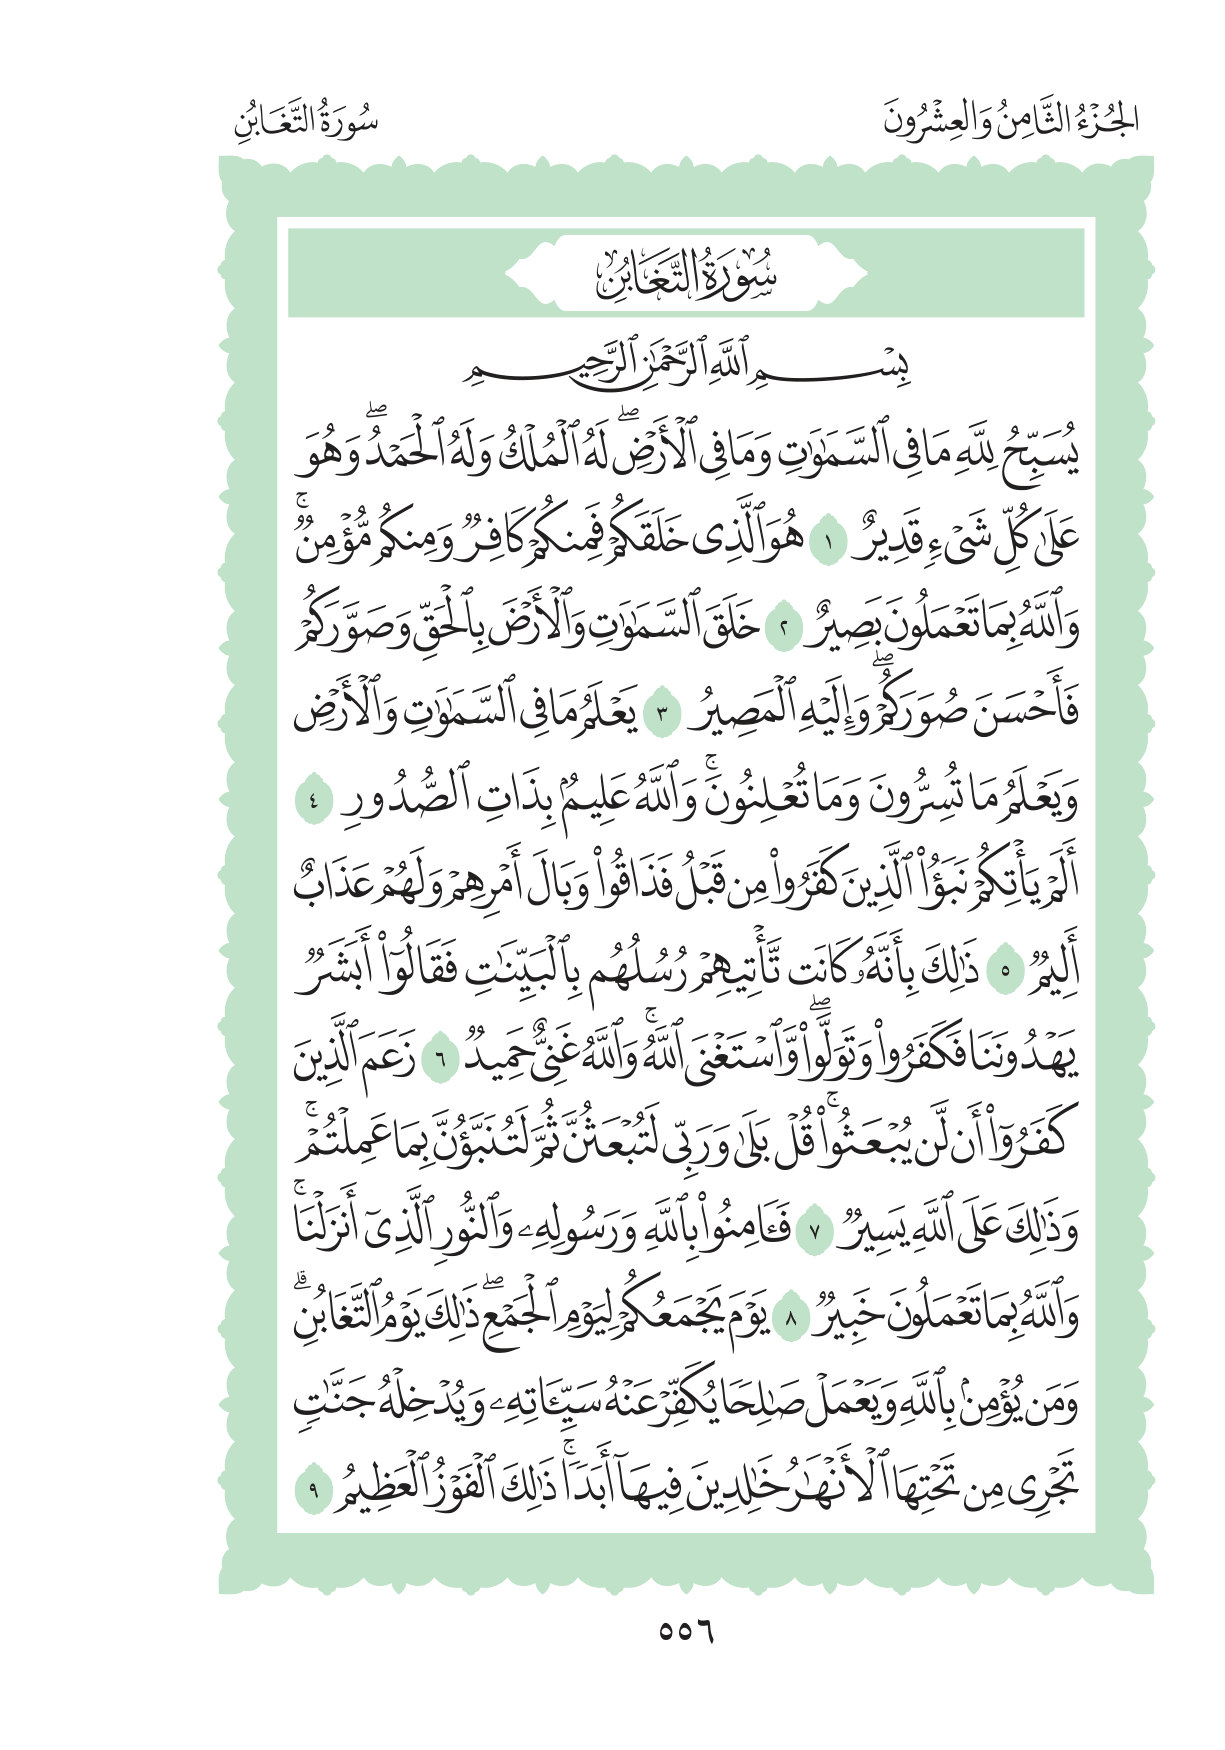 الجُزْءُ الثَّامِنُ وَالعِشْرُونَ
سُورَةُ التَّغَابُنِ
سُورَةُ التَّغَابُنِ
بِسْمِ ٱللَّهِ ٱلرَّحْمَٰنِ ٱلرَّحِيمِ
يُسَبِّحُ لِلَّهِ مَا فِى ٱلسَّمَٰوَٰتِ وَمَا فِى ٱلْأَرْضِۖ لَهُ ٱلْمُلْكُ وَلَهُ ٱلْحَمْدُۖ وَهُوَ
عَلَىٰ كُلِّ شَىْءٍ قَدِيرٌ ١ هُوَ ٱلَّذِى خَلَقَكُمْ فَمِنكُمْ كَافِرٌ وَمِنكُم مُّؤْمِنٌۚ
وَٱللَّهُ بِمَا تَعْمَلُونَ بَصِيرٌ ٢ خَلَقَ ٱلسَّمَٰوَٰتِ وَٱلْأَرْضَ بِٱلْحَقِّ وَصَوَّرَكُمْ
فَأَحْسَنَ صُوَرَكُمْۖ وَإِلَيْهِ ٱلْمَصِيرُ ٣ يَعْلَمُ مَا فِى ٱلسَّمَٰوَٰتِ وَٱلْأَرْضِ
وَيَعْلَمُ مَا تُسِرُّونَ وَمَا تُعْلِنُونَۚ وَٱللَّهُ عَلِيمٌۢ بِذَاتِ ٱلصُّدُورِ ٤
أَلَمْ يَأْتِكُمْ نَبَؤُا۟ ٱلَّذِينَ كَفَرُوا۟ مِن قَبْلُ فَذَاقُوا۟ وَبَالَ أَمْرِهِمْ وَلَهُمْ عَذَابٌ
أَلِيمٌ ٥ ذَٰلِكَ بِأَنَّهُۥ كَانَت تَّأْتِيهِمْ رُسُلُهُم بِٱلْبَيِّنَٰتِ فَقَالُوٓا۟ أَبَشَرٌ
يَهْدُونَنَا فَكَفَرُوا۟ وَتَوَلَّوا۟ۖ وَّٱسْتَغْنَى ٱللَّهُۚ وَٱللَّهُ غَنِىٌّ حَمِيدٌ ٦ زَعَمَ ٱلَّذِينَ
كَفَرُوٓا۟ أَن لَّن يُبْعَثُوا۟ۚ قُلْ بَلَىٰ وَرَبِّى لَتُبْعَثُنَّ ثُمَّ لَتُنَبَّؤُنَّ بِمَا عَمِلْتُمْۚ
وَذَٰلِكَ عَلَى ٱللَّهِ يَسِيرٌ ٧ فَـَٔامِنُوا۟ بِٱللَّهِ وَرَسُولِهِۦ وَٱلنُّورِ ٱلَّذِىٓ أَنزَلْنَاۚ
وَٱللَّهُ بِمَا تَعْمَلُونَ خَبِيرٌ ٨ يَوْمَ يَجْمَعُكُمْ لِيَوْمِ ٱلْجَمْعِۖ ذَٰلِكَ يَوْمُ ٱلتَّغَابُنِۗ
وَمَن يُؤْمِنۢ بِٱللَّهِ وَيَعْمَلْ صَٰلِحًا يُكَفِّرْ عَنْهُ سَيِّـَٔاتِهِۦ وَيُدْخِلْهُ جَنَّٰتٍ
تَجْرِى مِن تَحْتِهَا ٱلْأَنْهَٰرُ خَٰلِدِينَ فِيهَآ أَبَدًاۚ ذَٰلِكَ ٱلْفَوْزُ ٱلْعَظِيمُ ٩
٥٥٦